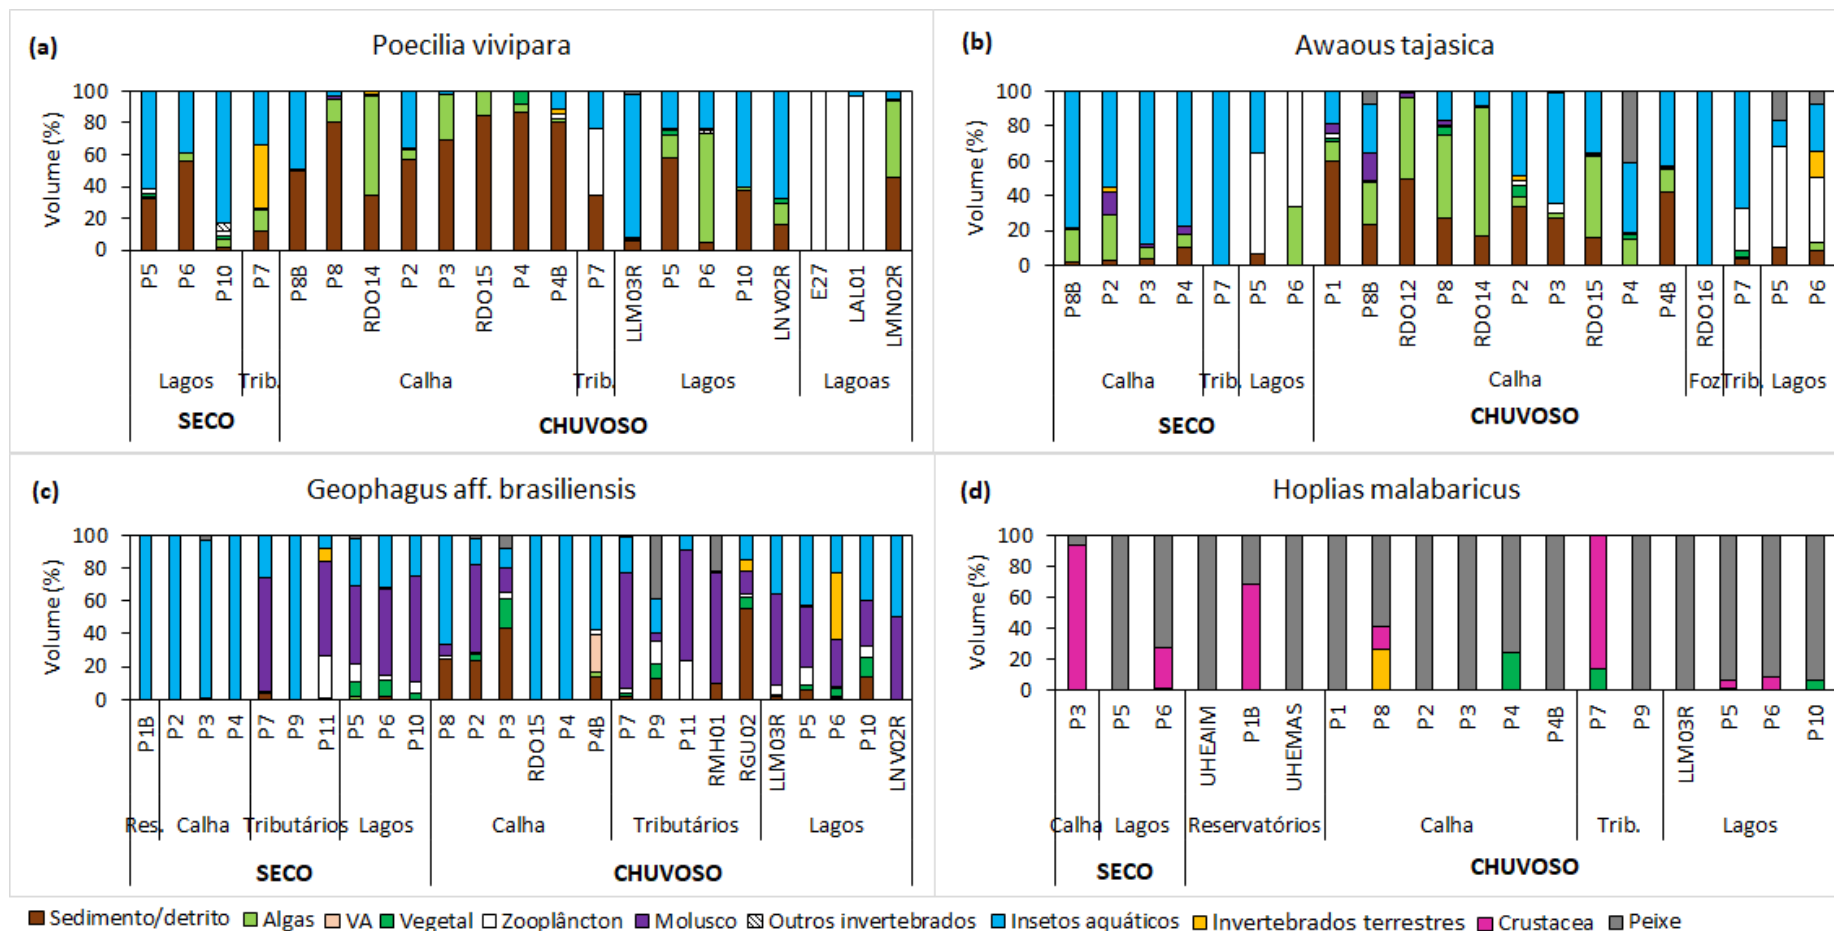 (a) Poecilia vivipara
Volume (%)
100
80
60
40
20
0
P5 P6 P10 P7 P8B P8 RDO14 P2 P3 RDO15 P4 P4B P7 LLM03R P5 P6 P10 LNV02R E27 LAL01 LMN02R
Lagos Trib. Calha Trib. Lagos Lagoas
SECO CHUVOSO
(b) Awaous tajasica
Volume (%)
100
80
60
40
20
0
P8B P2 P3 P4 P7 P5 P6 P1 P8B RDO12 P8 RDO14 P2 P3 RDO15 P4 P4B RDO16 P7 P5 P6
Calha Trib. Lagos Calha Foz Trib. Lagos
SECO CHUVOSO
(c) Geophagus aff. brasiliensis
Volume (%)
100
80
60
40
20
0
P1B P2 P3 P4 P7 P9 P11 P5 P6 P10 P8 P2 P3 RDO15 P4 P4B P7 P9 P11 RMH01 RGU02 LLM03R P5 P6 P10 LNV02R
Res. Calha Tributários Lagos Calha Tributários Lagos
SECO CHUVOSO
(d) Hoplias malabaricus
Volume (%)
100
80
60
40
20
0
P3 P5 P6 UHEAIM P1B UHEMAS P1 P8 P2 P3 P4 P4B P7 P9 LLM03R P5 P6 P10
Calha Lagos Reservatórios Calha Trib. Lagos
SECO CHUVOSO
Sedimento/detrito Algas VA Vegetal Zooplâncton Molusco Outros invertebrados Insetos aquáticos Invertebrados terrestres Crustacea Peixe